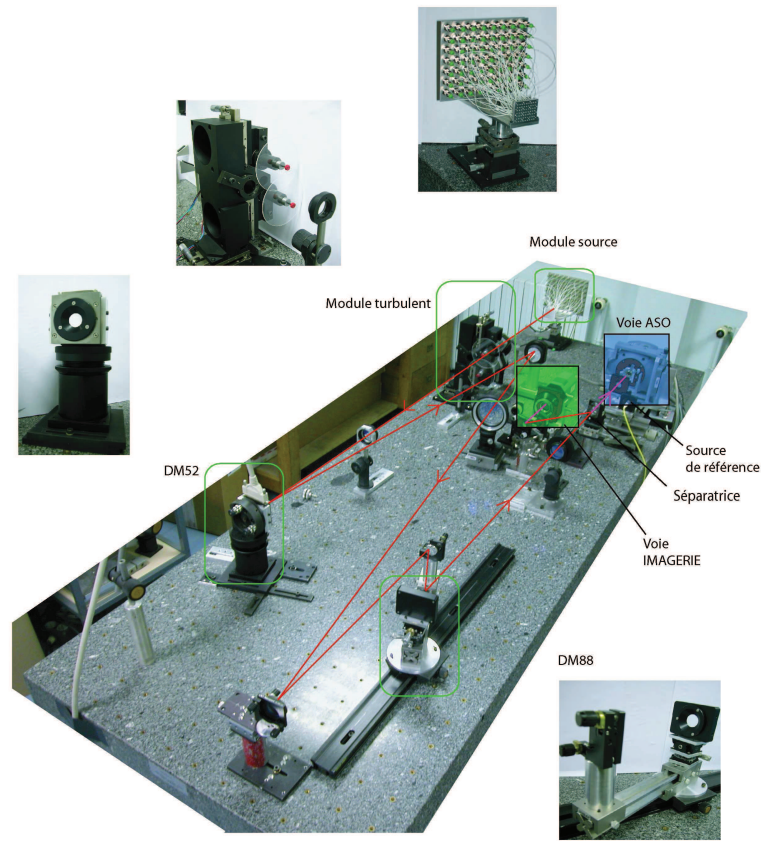 Module source
Module turbulent
Voie ASO
Source
de référence
DM52
Séparatrice
Voie
IMAGERIE
DM88